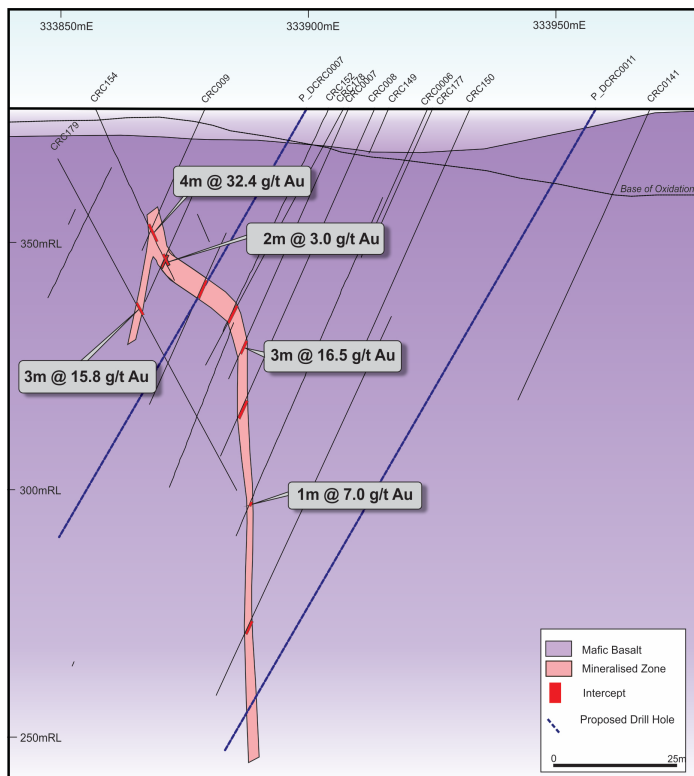 333850mE
333900mE
333950mE
CRC179
CRC154
CRC009
P_DCRC0007
CRC152
CRC178
CRC0007
CRC008
CRC149
CRC0006
CRC177
CRC150
P_DCRC0011
CRC0141
Base of Oxidation
4m @ 32.4 g/t Au
2m @ 3.0 g/t Au
350mRL
3m @ 16.5 g/t Au
3m @ 15.8 g/t Au
300mRL
1m @ 7.0 g/t Au
250mRL
Mafic Basalt
Mineralised Zone
Intercept
Proposed Drill Hole
0 25m